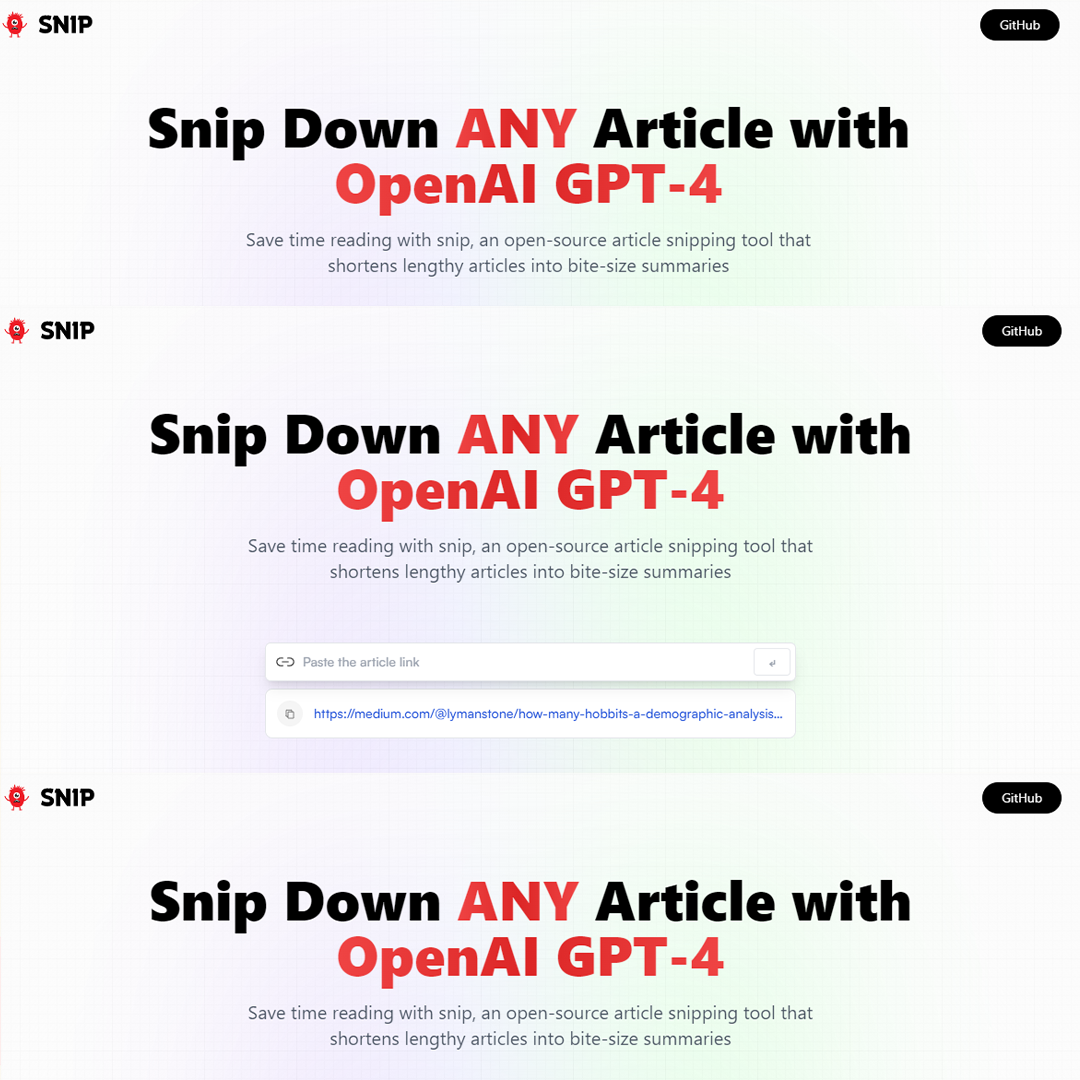 SNIP
GitHub
Snip Down ANY Article with
OpenAI GPT-4
Save time reading with snip, an open-source article snipping tool that
shortens lengthy articles into bite-size summaries
SNIP
GitHub
Snip Down ANY Article with
OpenAI GPT-4
Save time reading with snip, an open-source article snipping tool that
shortens lengthy articles into bite-size summaries
Paste the article link
https://medium.com/@lymanstone/how-many-hobbits-a-demographic-analysis...
SNIP
GitHub
Snip Down ANY Article with
OpenAI GPT-4
Save time reading with snip, an open-source article snipping tool that
shortens lengthy articles into bite-size summaries